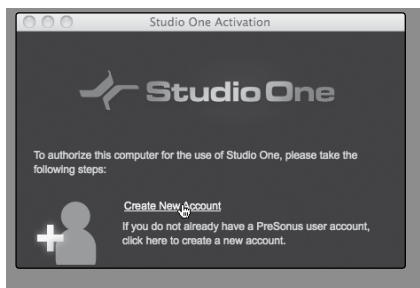 Studio One Activation
Studio One
To authorize this computer for the use of Studio One, please take the
following steps:
Create New Account
If you do not already have a PreSonus user account,
click here to create a new account.